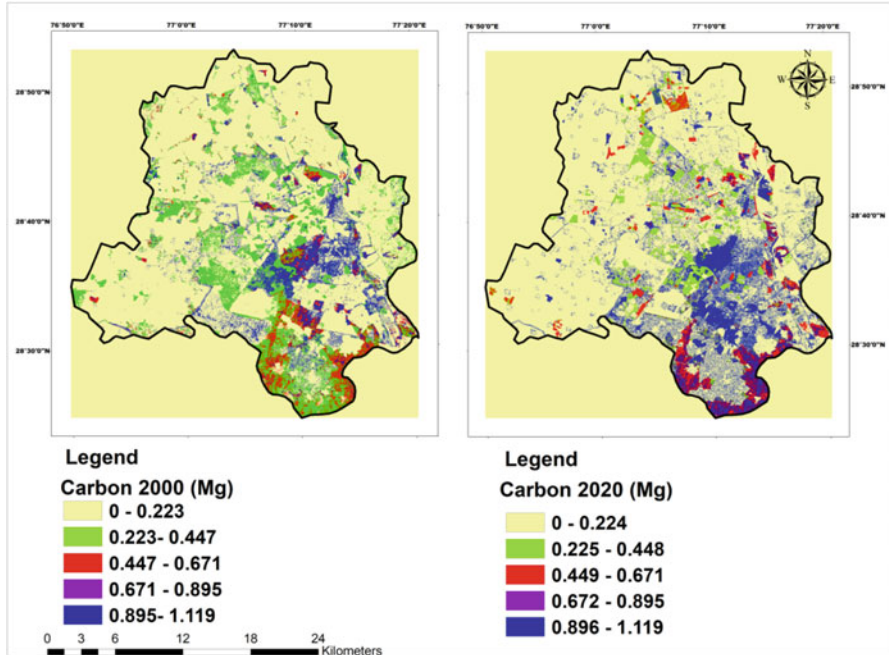 76°50'0"E 77°0'0"E 77°10'0"E 77°20'0"E
76°50'0"E 77°0'0"E 77°10'0"E 77°20'0"E
28°50'0"N
28°40'0"N
28°30'0"N
N
W E
S
28°50'0"N
28°40'0"N
28°30'0"N
Legend
Carbon 2000 (Mg)
0 - 0.223
0.223- 0.447
0.447 - 0.671
0.671 - 0.895
0.895- 1.119
0 3 6 12 18 24
Kilometers
Legend
Carbon 2020 (Mg)
0 - 0.224
0.225 - 0.448
0.449 - 0.671
0.672 - 0.895
0.896 - 1.119